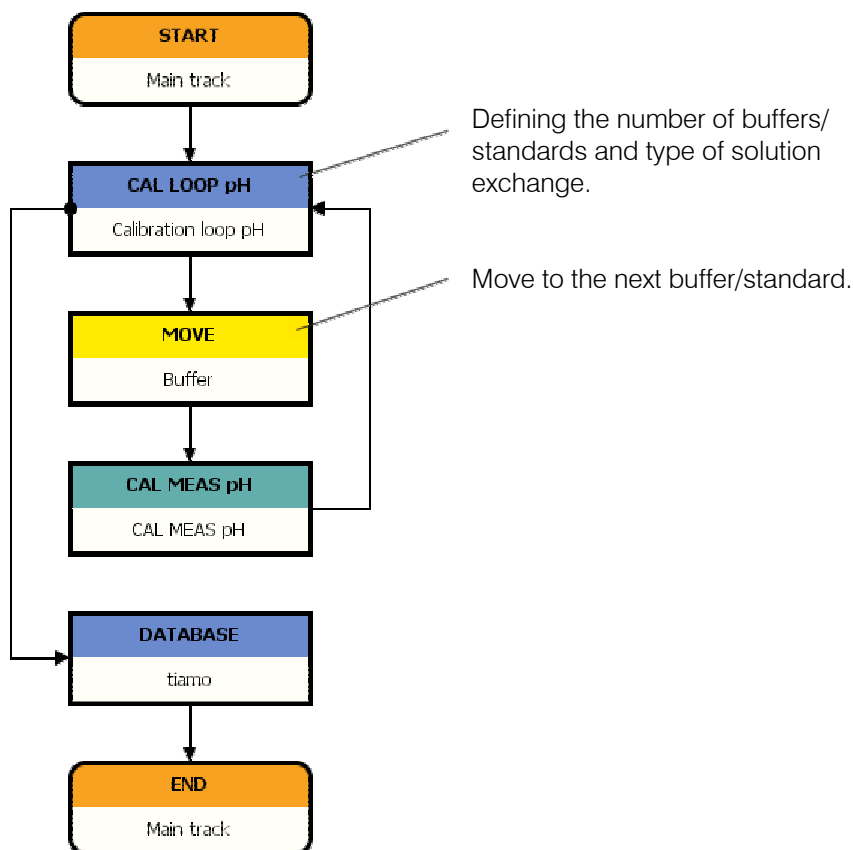 START
Main track
Defining the number of buffers/
standards and type of solution
exchange.
CAL LOOP pH
Calibration loop pH
Move to the next buffer/standard.
MOVE
Buffer
CAL MEAS pH
CAL MEAS pH
DATABASE
tiamo
END
Main track